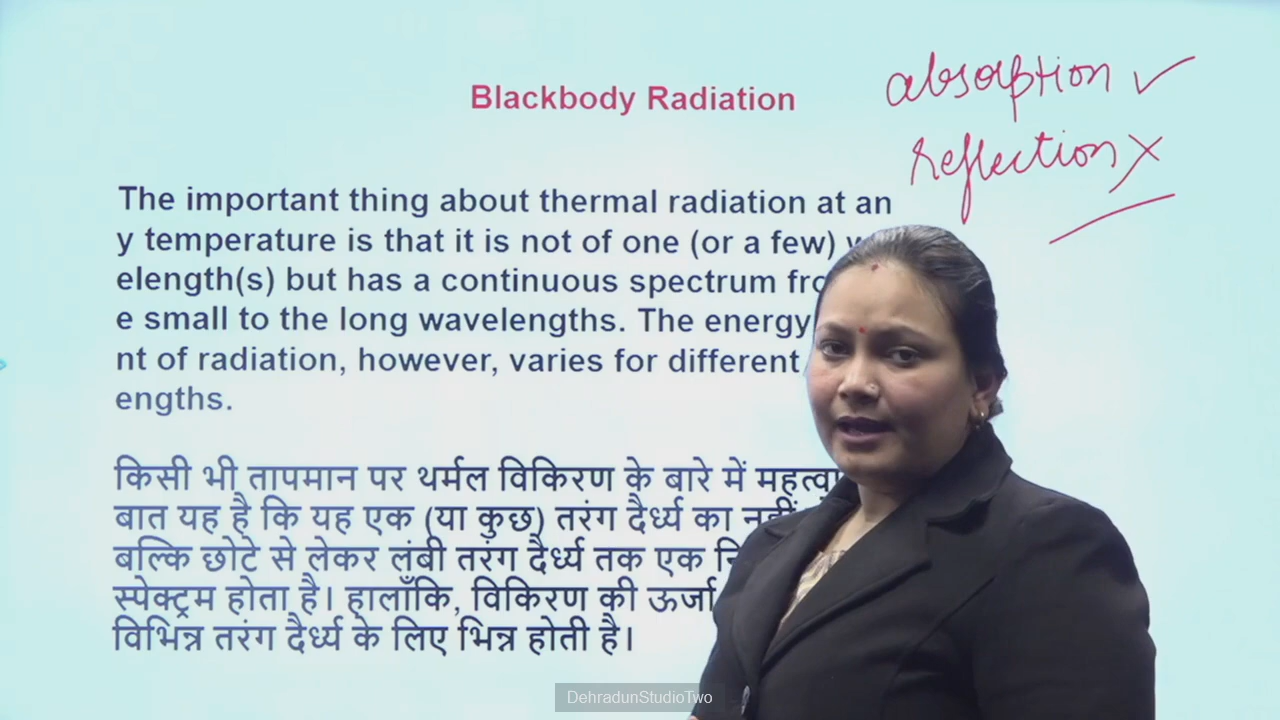 Blackbody Radiation
absorption ✓
reflection ×
The important thing about thermal radiation at an
y temperature is that it is not of one (or a few)
elength(s) but has a continuous spectrum
e small to the long wavelengths. The energy
nt of radiation, however, varies for different
engths.
किसी भी तापमान पर थर्मल विकिरण के बारे में
बात यह है कि यह एक (या कुछ) तरंग दैर्ध्य का नहीं
बल्कि छोटे से लेकर लंबी तरंग दैर्ध्य तक एक
स्पेक्ट्रम होता है। हालाँकि, विकिरण की ऊर्जा
विभिन्न तरंग दैर्ध्य के लिए भिन्न होती है।
DehradunStudioTwo